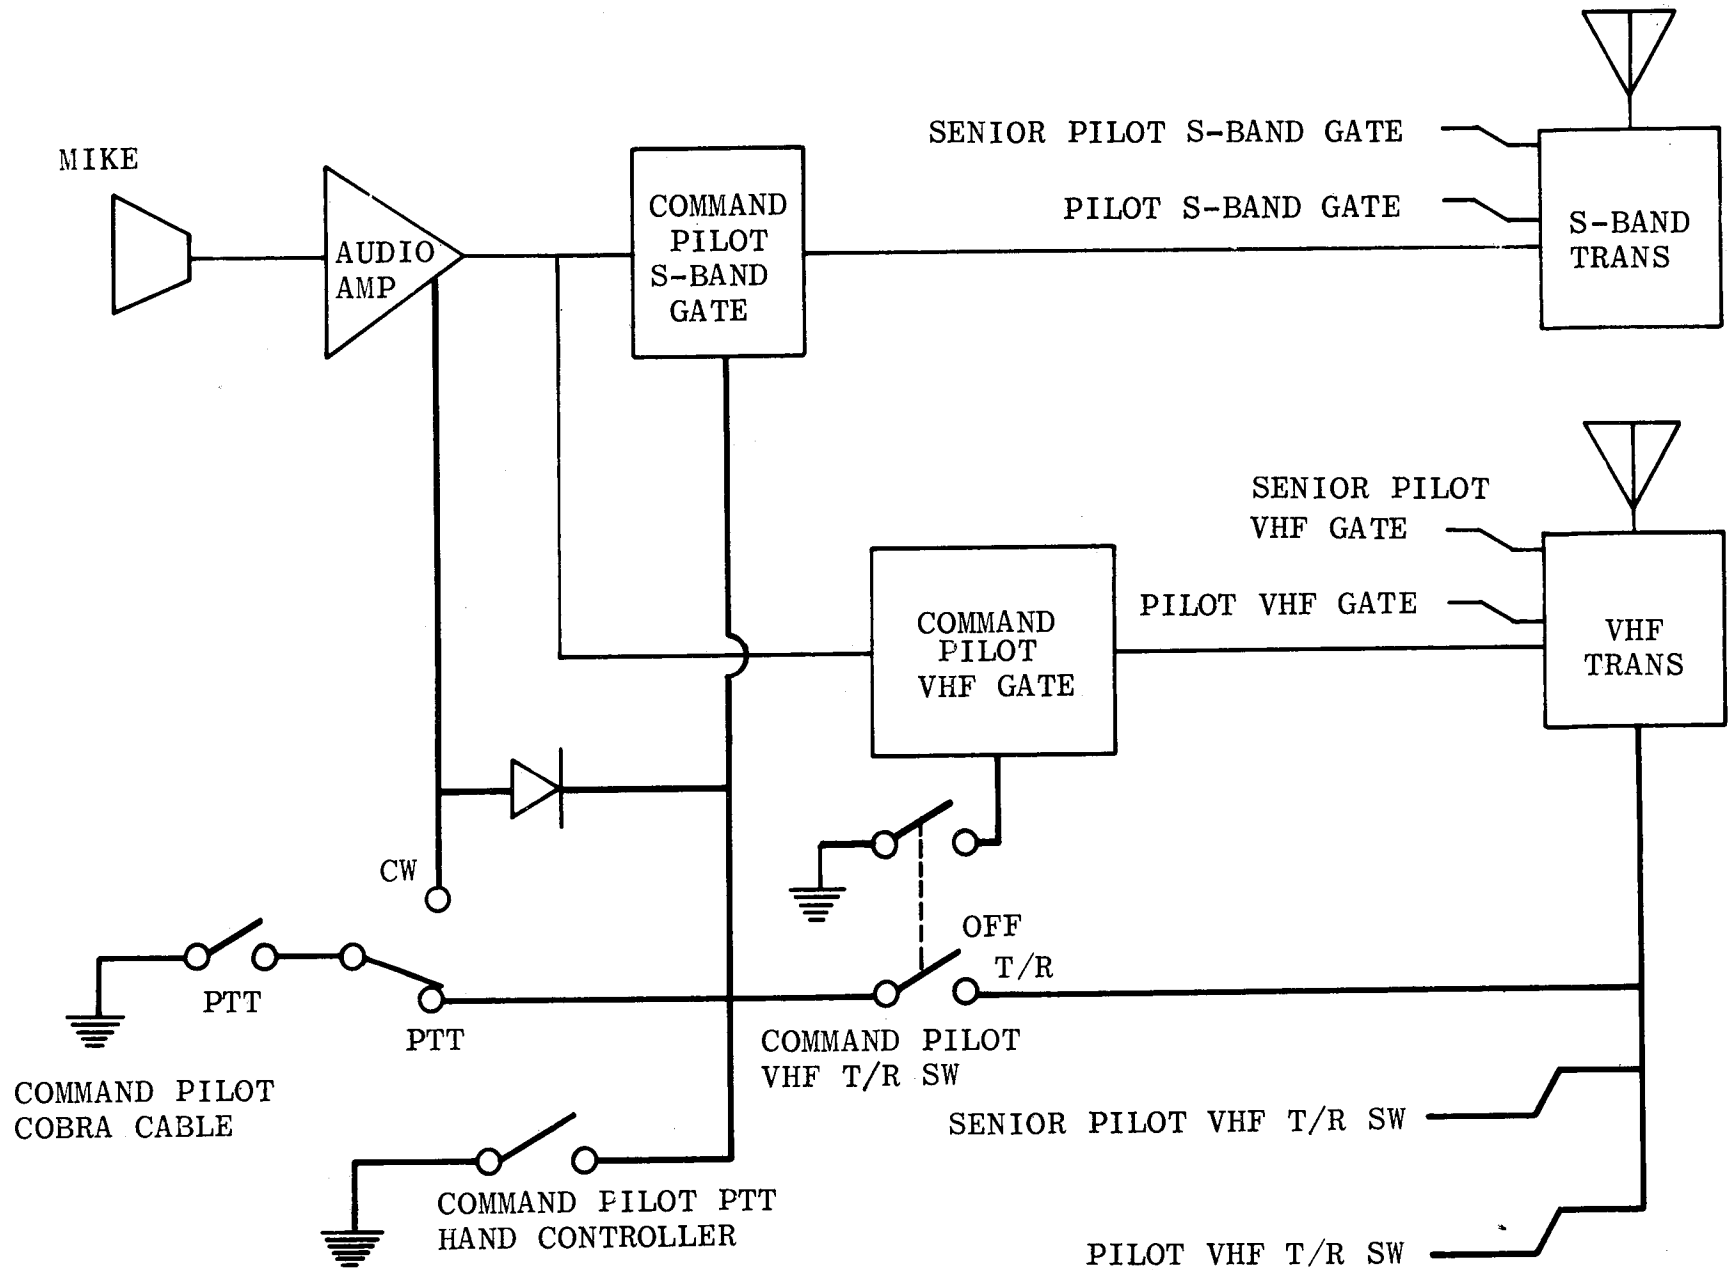 MIKE
AUDIO
AMP
COMMAND
PILOT
S-BAND
GATE
SENIOR PILOT S-BAND GATE
PILOT S-BAND GATE
S-BAND
TRANS
SENIOR PILOT
VHF GATE
PILOT VHF GATE
VHF
TRANS
COMMAND
PILOT
VHF GATE
CW
PTT
PTT
COMMAND PILOT
COBRA CABLE
OFF
T/R
COMMAND PILOT
VHF T/R SW
COMMAND PILOT PTT
HAND CONTROLLER
SENIOR PILOT VHF T/R SW
PILOT VHF T/R SW